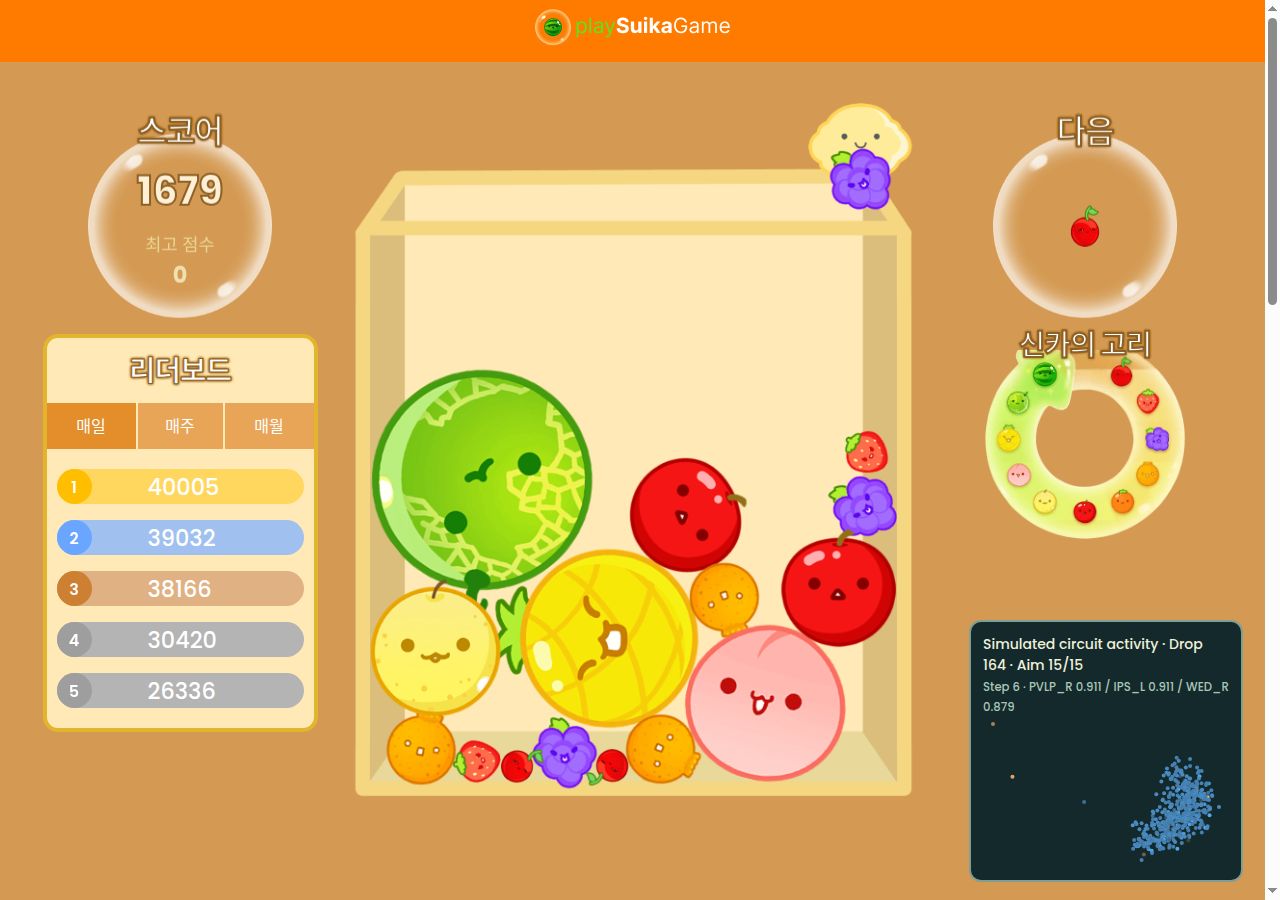 playSuikaGame
스코어
1679
최고 점수
0
다음
리더보드
매일 매주 매월
1 40005
2 39032
3 38166
4 30420
5 26336
신카의 고리
Simulated circuit activity · Drop
164 · Aim 15/15
Step 6 · PVLP_R 0.911 / IPS_L 0.911 / WED_R
0.879